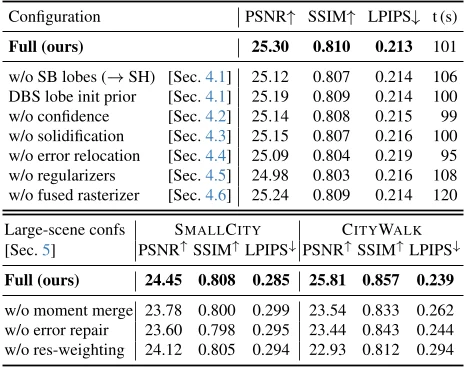 Configuration PSNR↑ SSIM↑ LPIPS↓ t (s)
Full (ours) 25.30 0.810 0.213 101
w/o SB lobes (→ SH) [Sec. 4.1] 25.12 0.807 0.214 106
DBS lobe init prior [Sec. 4.1] 25.19 0.809 0.214 100
w/o confidence [Sec. 4.2] 25.14 0.808 0.215 99
w/o solidification [Sec. 4.3] 25.15 0.807 0.216 100
w/o error relocation [Sec. 4.4] 25.09 0.804 0.219 95
w/o regularizers [Sec. 4.5] 24.98 0.803 0.216 108
w/o fused rasterizer [Sec. 4.6] 25.24 0.809 0.214 120
Large-scene confs SMALLCITY CITYWALK
[Sec. 5] PSNR↑ SSIM↑ LPIPS↓ PSNR↑ SSIM↑ LPIPS↓
Full (ours) 24.45 0.808 0.285 25.81 0.857 0.239
w/o moment merge 23.78 0.800 0.299 23.54 0.833 0.262
w/o error repair 23.60 0.798 0.295 23.44 0.843 0.244
w/o res-weighting 24.12 0.805 0.294 22.93 0.812 0.294